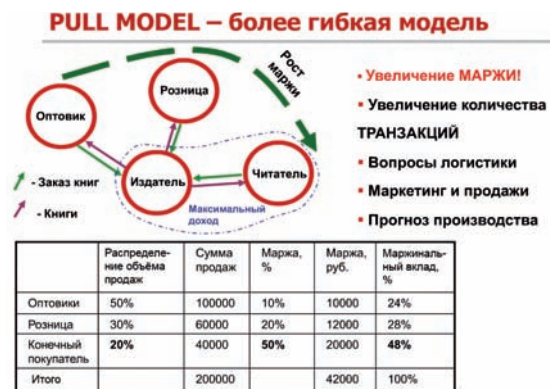 PULL MODEL – более гибкая модель
Рост маржи
Розница
Оптовик
Издатель
Читатель
- Заказ книг
- Книги
Максимальный
доход
▪ Увеличение МАРЖИ!
▪ Увеличение количества
ТРАНЗАКЦИЙ
▪ Вопросы логистики
▪ Маркетинг и продажи
▪ Прогноз производства
Распределе-
ние объёма
продаж
Сумма
продаж
Маржа,
%
Маржа,
руб.
Маржиналь-
ный вклад,
%
Оптовики 50% 100000 10% 10000 24%
Розница 30% 60000 20% 12000 28%
Конечный
покупатель 20% 40000 50% 20000 48%
Итого 200000 42000 100%